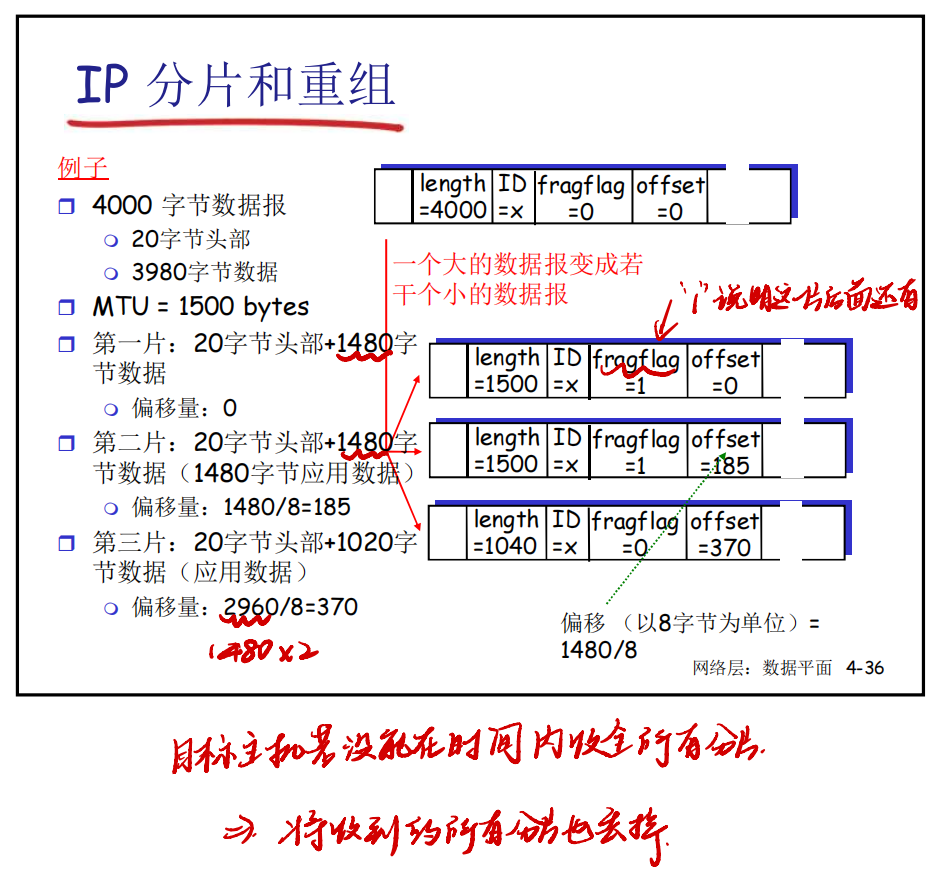 IP 分片和重组
例子
4000 字节数据报
20字节头部
3980字节数据
MTU = 1500 bytes
第一片：20字节头部+1480字
节数据
偏移量：0
第二片：20字节头部+1480字
节数据（1480字节应用数据）
偏移量：1480/8=185
第三片：20字节头部+1020字
节数据（应用数据）
偏移量：2960/8=370
1480×2
length ID fragflag offset
=4000 =x =0 =0
一个大的数据报变成若
干个小的数据报
"1"说明这一片后面还有
length ID fragflag offset
=1500 =x =1 =0
length ID fragflag offset
=1500 =x =1 =185
length ID fragflag offset
=1040 =x =0 =370
偏移 （以8字节为单位）=
1480/8
网络层：数据平面 4-36
目标主机若没能在时间内收全所有分片.
⇒ 将收到的所有分片也丢掉.